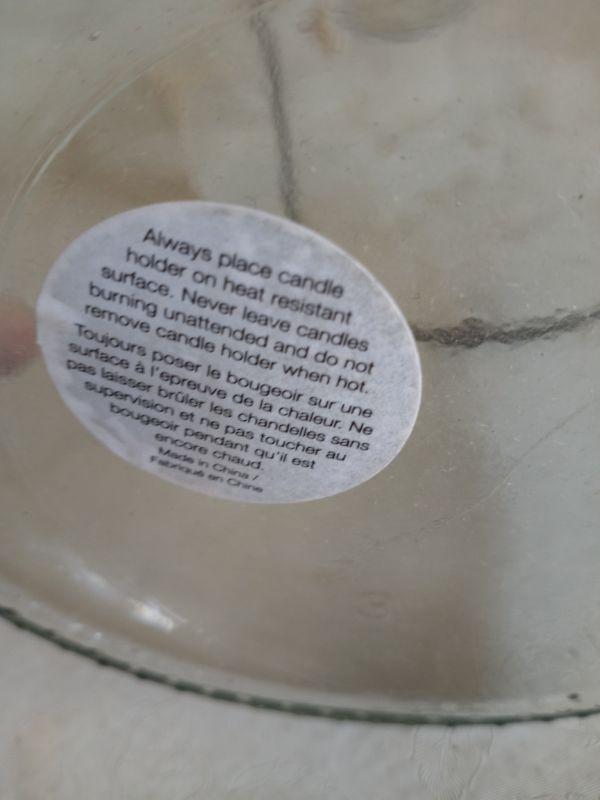 Always place candle
holder on heat resistant
surface. Never leave candles
burning unattended and do not
remove candle holder when hot.
Toujours poser le bougeoir sur une
surface à l'epreuve de la chaleur. Ne
pas laisser brûler les chandelles sans
supervision et ne pas toucher au
bougeoir pendant qu'il est
encore chaud.
Made in China /
Fabriqué en Chine